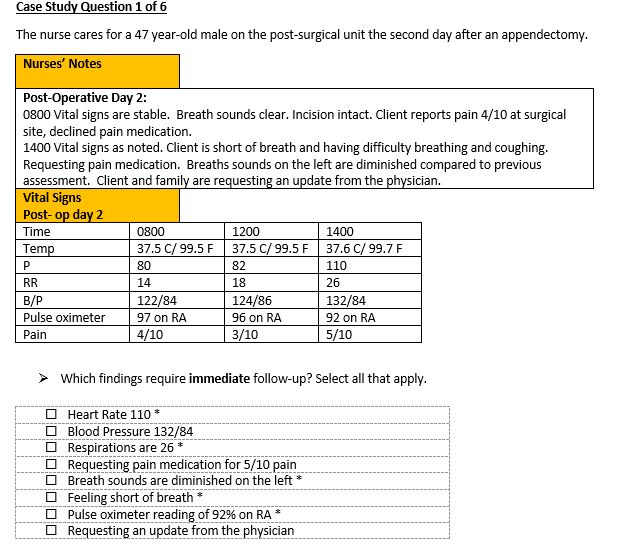 Case Study Question 1 of 6
The nurse cares for a 47 year-old male on the post-surgical unit the second day after an appendectomy.
Nurses’ Notes
Post-Operative Day 2:
0800 Vital signs are stable.  Breath sounds clear. Incision intact. Client reports pain 4/10 at surgical
site, declined pain medication.
1400 Vital signs as noted. Client is short of breath and having difficulty breathing and coughing.
Requesting pain medication.  Breaths sounds on the left are diminished compared to previous
assessment.  Client and family are requesting an update from the physician.
Vital Signs
Post- op day 2
Time 0800 1200 1400
Temp 37.5 C/ 99.5 F 37.5 C/ 99.5 F 37.6 C/ 99.7 F
P 80 82 110
RR 14 18 26
B/P 122/84 124/86 132/84
Pulse oximeter 97 on RA 96 on RA 92 on RA
Pain 4/10 3/10 5/10
➢ Which findings require immediate follow-up? Select all that apply.
☐ Heart Rate 110 *
☐ Blood Pressure 132/84
☐ Respirations are 26 *
☐ Requesting pain medication for 5/10 pain
☐ Breath sounds are diminished on the left *
☐ Feeling short of breath *
☐ Pulse oximeter reading of 92% on RA *
☐ Requesting an update from the physician